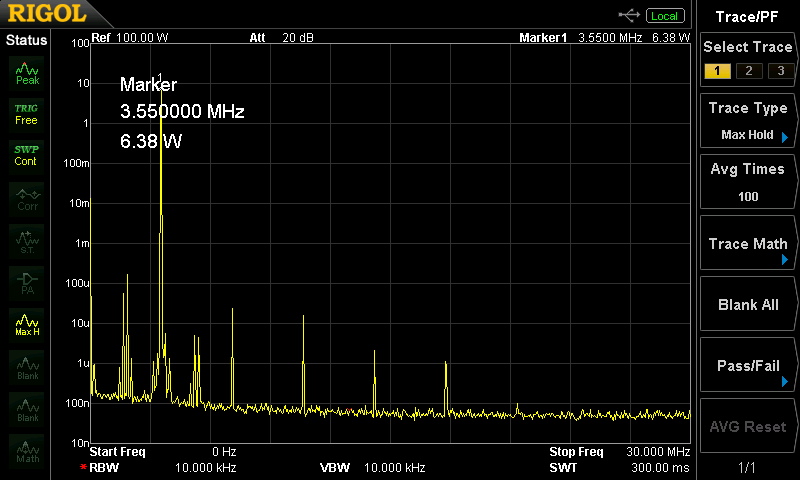 RIGOL
Local
Trace/PF
Status
Ref 100.00 W Att 20 dB Marker1 3.5500 MHz 6.38 W
Peak
TRIG
Free
SWP
Cont
Corr
S.T.
PA
Max H
Blank
Blank
Math
100
10
1
100m
10m
1m
100u
10u
1u
100n
10n
1
Marker
3.550000 MHz
6.38 W
Start Freq 0 Hz Stop Freq 30.000 MHz
RBW 10.000 kHz VBW 10.000 kHz SWT 300.00 ms
Select Trace
1 2 3
Trace Type
Max Hold
Avg Times
100
Trace Math
Blank All
Pass/Fail
AVG Reset
1/1